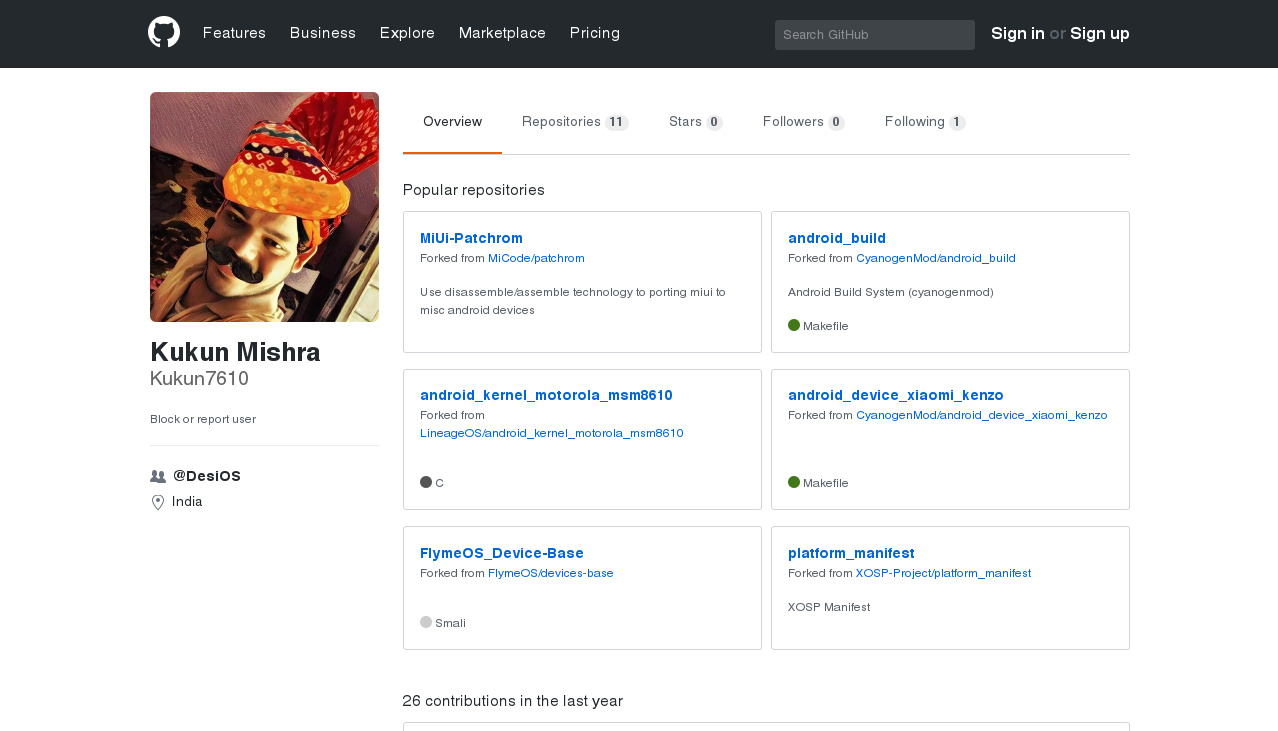 Features Business Explore Marketplace Pricing Search GitHub Sign in or Sign up
Overview Repositories 11 Stars 0 Followers 0 Following 1
Kukun Mishra
Kukun7610
Block or report user
@DesiOS
India
Popular repositories
MiUi-Patchrom
Forked from MiCode/patchrom
Use disassemble/assemble technology to porting miui to
misc android devices
android_build
Forked from CyanogenMod/android_build
Android Build System (cyanogenmod)
Makefile
android_kernel_motorola_msm8610
Forked from
LineageOS/android_kernel_motorola_msm8610
C
android_device_xiaomi_kenzo
Forked from CyanogenMod/android_device_xiaomi_kenzo
Makefile
FlymeOS_Device-Base
Forked from FlymeOS/devices-base
Smali
platform_manifest
Forked from XOSP-Project/platform_manifest
XOSP Manifest
26 contributions in the last year